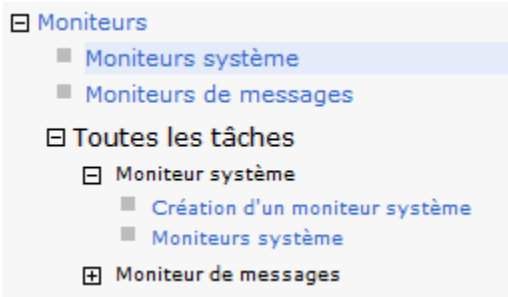 Moniteurs
Moniteurs système
Moniteurs de messages
Toutes les tâches
Moniteur système
Création d'un moniteur système
Moniteurs système
Moniteur de messages